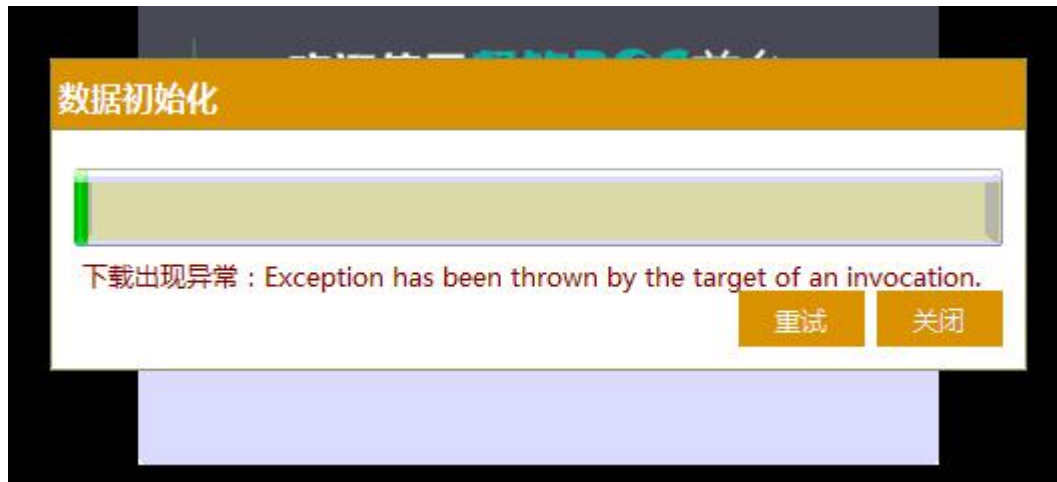 数据初始化
下载出现异常：Exception has been thrown by the target of an invocation.
重试 关闭